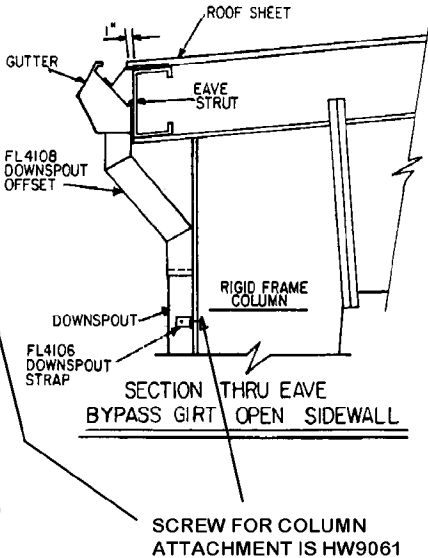 ROOF SHEET
1"
GUTTER
EAVE
STRUT
FL4108
DOWNSPOUT
OFFSET
RIGID FRAME
COLUMN
DOWNSPOUT
FL4106
DOWNSPOUT
STRAP
SECTION THRU EAVE
BYPASS GIRT OPEN SIDEWALL
SCREW FOR COLUMN
ATTACHMENT IS HW9061